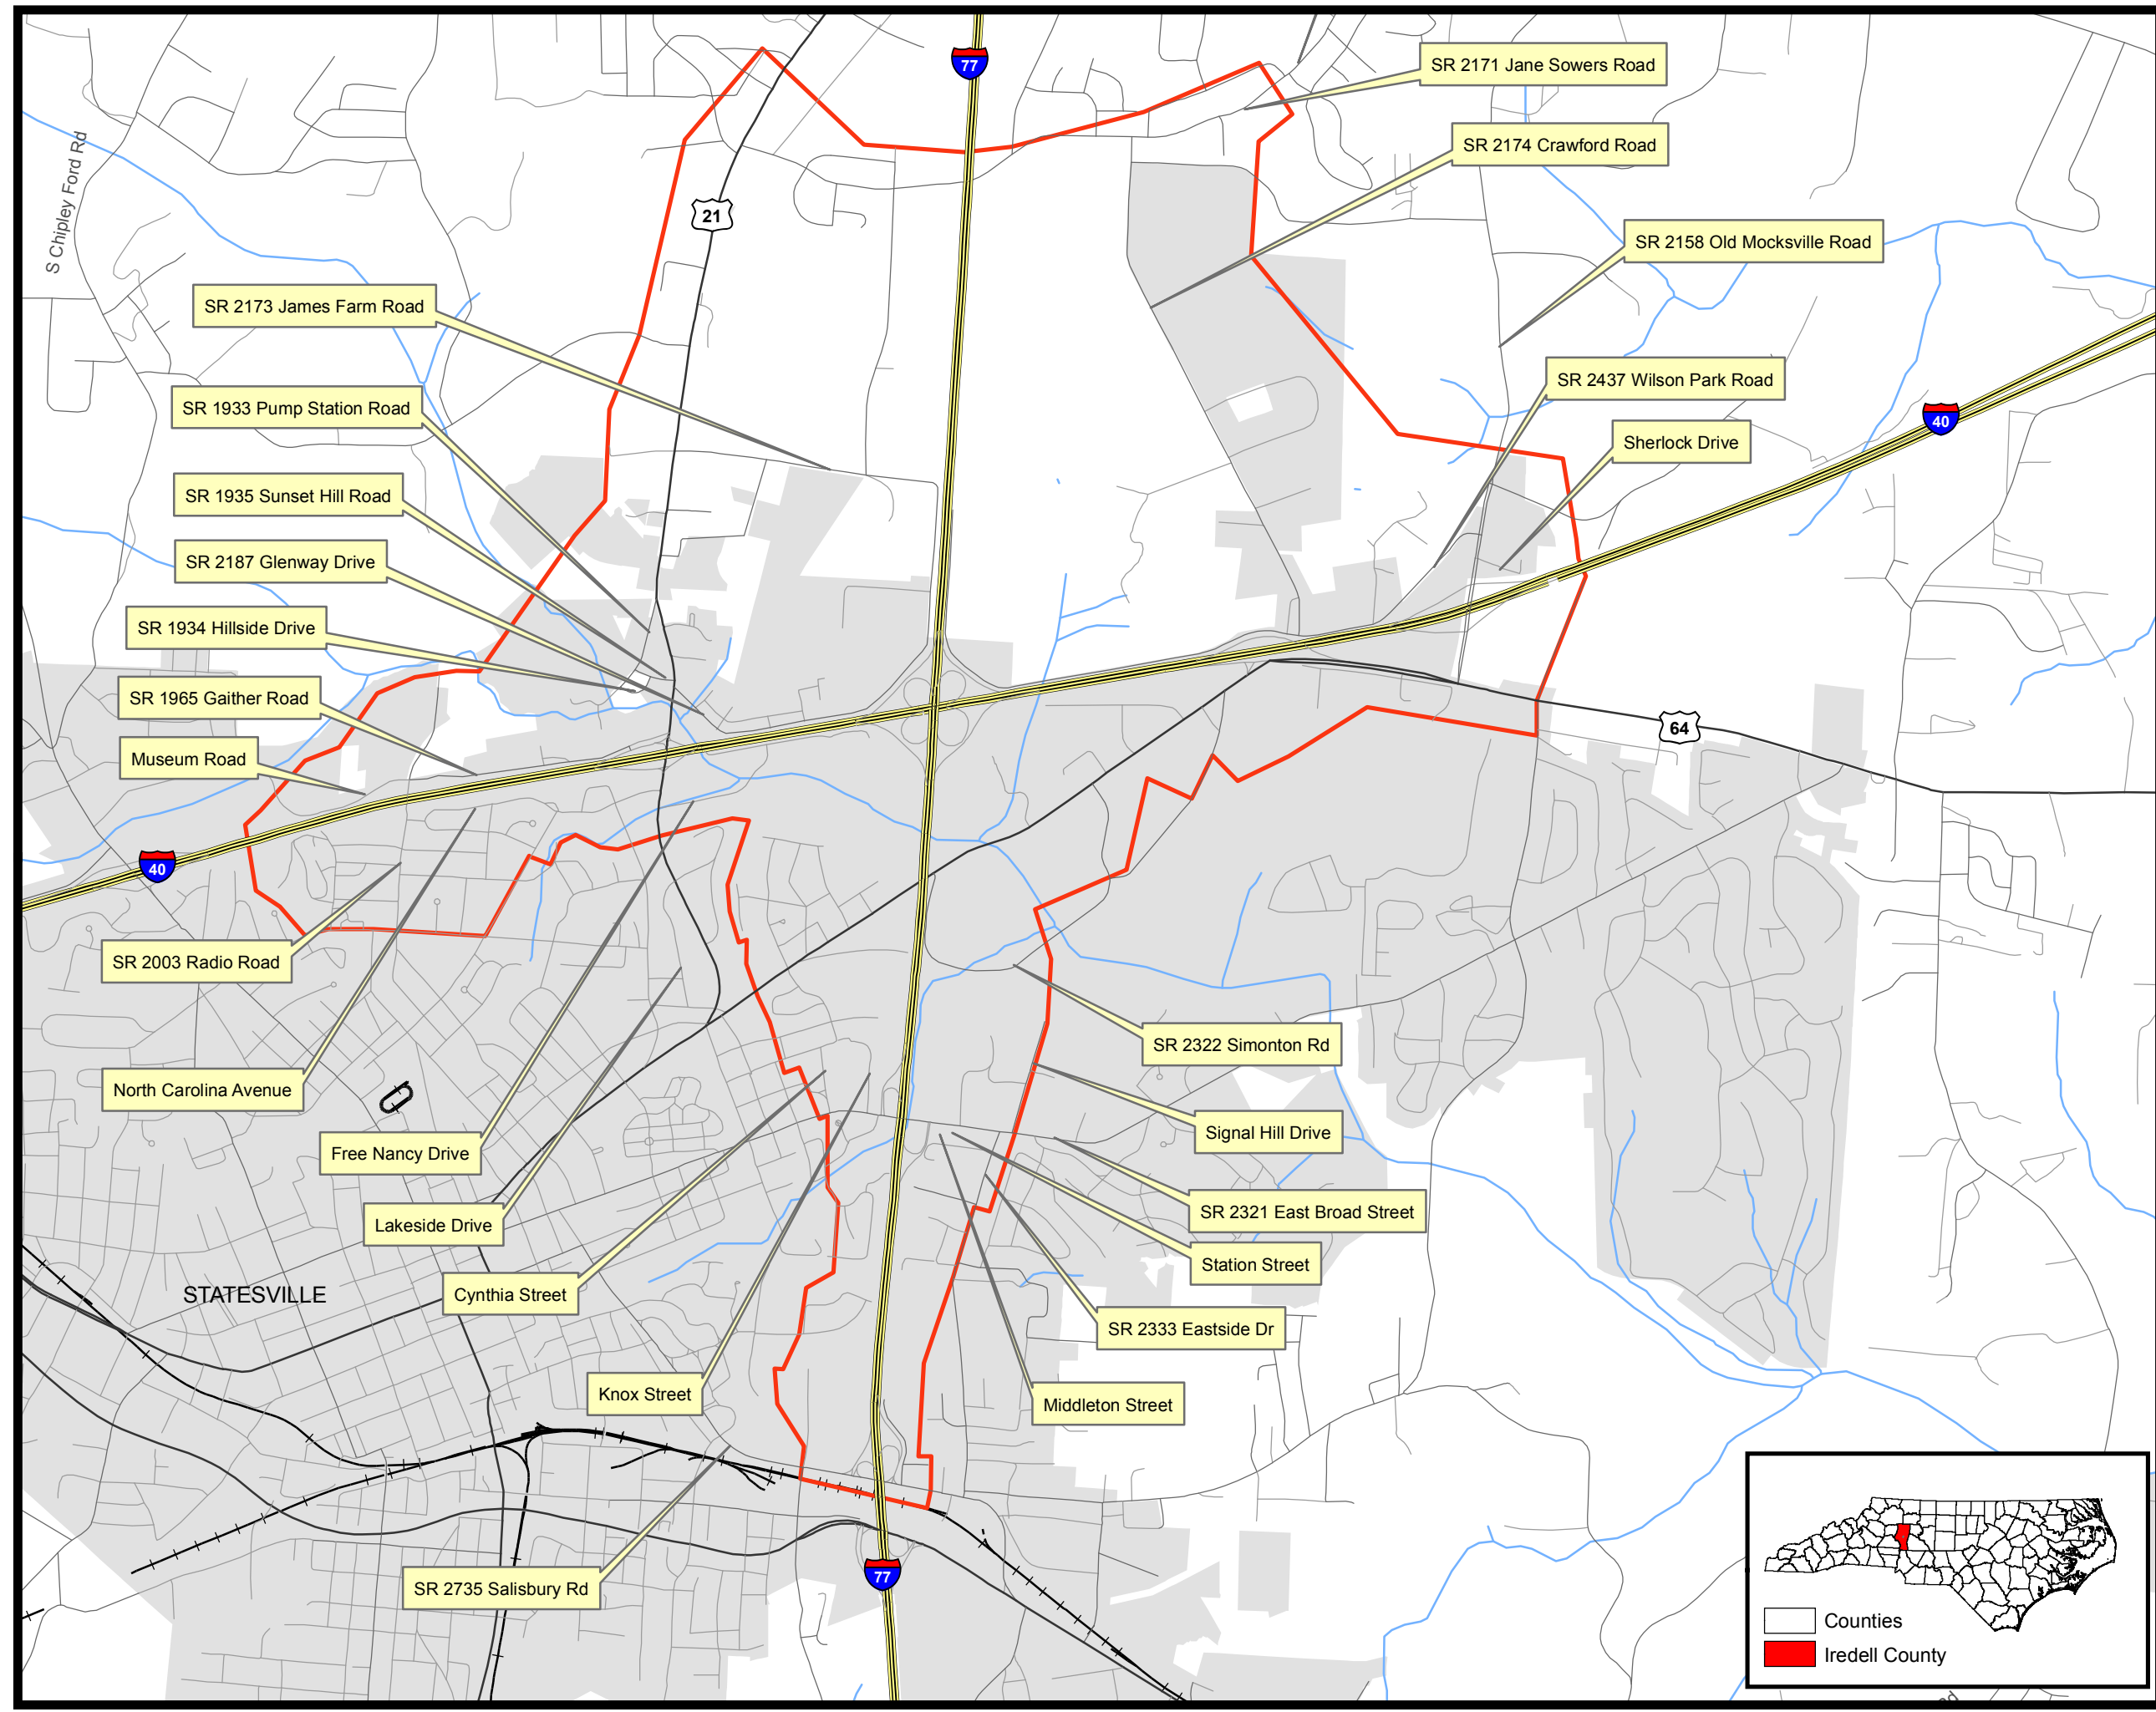 77
SR 2171 Jane Sowers Road
SR 2174 Crawford Road
S Chipley Ford Rd
21
SR 2158 Old Mocksville Road
SR 2173 James Farm Road
SR 2437 Wilson Park Road
SR 1933 Pump Station Road
40
Sherlock Drive
SR 1935 Sunset Hill Road
SR 2187 Glenway Drive
SR 1934 Hillside Drive
SR 1965 Gaither Road
64
Museum Road
40
SR 2003 Radio Road
SR 2322 Simonton Rd
North Carolina Avenue
Signal Hill Drive
Free Nancy Drive
SR 2321 East Broad Street
Lakeside Drive
Station Street
STATESVILLE
Cynthia Street
SR 2333 Eastside Dr
Knox Street
Middleton Street
77
SR 2735 Salisbury Rd
Counties
Iredell County